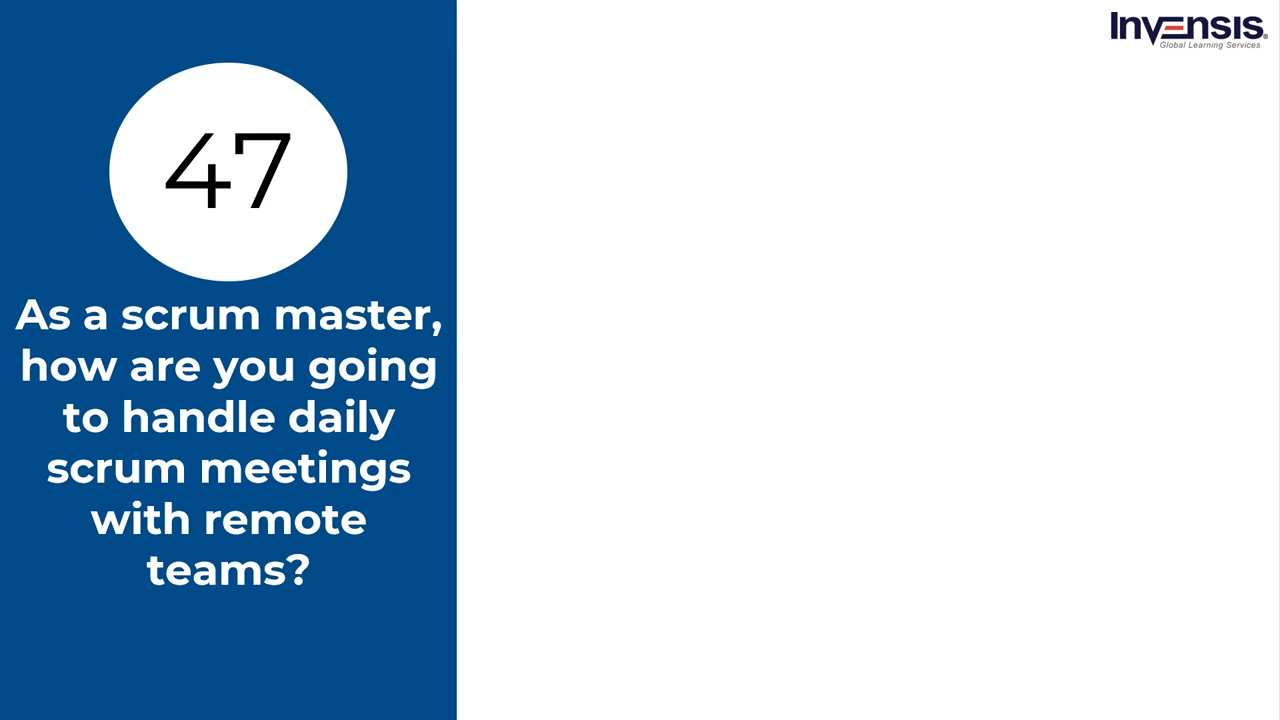 Invensis®
Global Learning Services
47
As a scrum master,
how are you going
to handle daily
scrum meetings
with remote
teams?